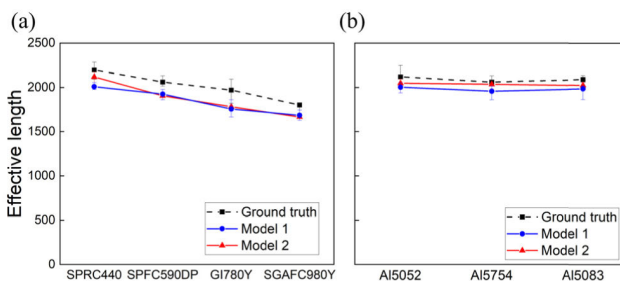 (a)
(b)
Effective length
2500
2000
1500
1000
500
0
Ground truth
Model 1
Model 2
SPRC440 SPFC590DP GI780Y SGAFC980Y
Ground truth
Model 1
Model 2
Al5052 Al5754 Al5083